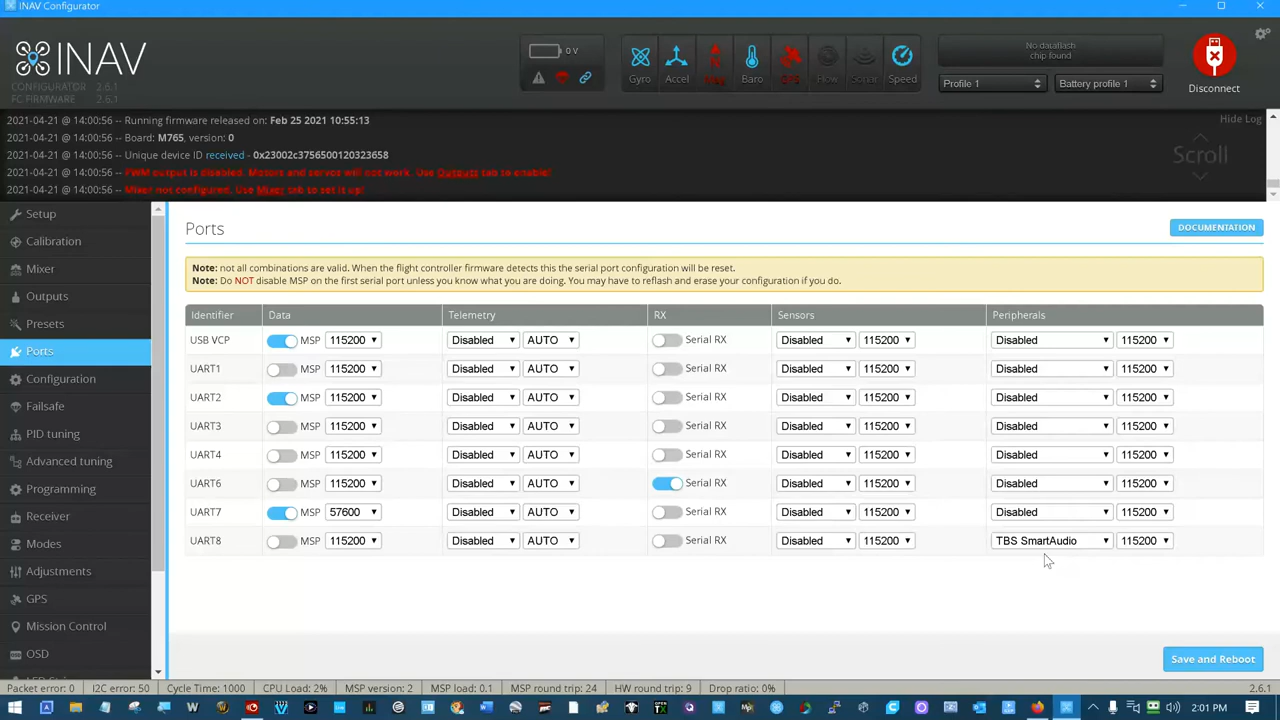 INAV Configurator
INAV
CONFIGURATOR 2.6.1
FC FIRMWARE 2.6.1
0 V
Gyro Accel Mag Baro GPS Flow Sonar Speed
No dataflash
chip found
Profile 1 Battery profile 1
Disconnect
Hide Log
Scroll
2021-04-21 @ 14:00:56 -- Running firmware released on: Feb 25 2021 10:55:13
2021-04-21 @ 14:00:56 -- Board: M765, version: 0
2021-04-21 @ 14:00:56 -- Unique device ID received - 0x23002c3756500120323658
2021-04-21 @ 14:00:56 -- PWM output is disabled. Motors and servos will not work. Use Outputs tab to enable!
2021-04-21 @ 14:00:56 -- Mixer not configured. Use Mixer tab to set it up!
Setup
Calibration
Mixer
Outputs
Presets
Ports
Configuration
Failsafe
PID tuning
Advanced tuning
Programming
Receiver
Modes
Adjustments
GPS
Mission Control
OSD
Ports
DOCUMENTATION
Note: not all combinations are valid. When the flight controller firmware detects this the serial port configuration will be reset.
Note: Do NOT disable MSP on the first serial port unless you know what you are doing. You may have to reflash and erase your configuration if you do.
Identifier Data Telemetry RX Sensors Peripherals
USB VCP MSP 115200 Disabled AUTO Serial RX Disabled 115200 Disabled 115200
UART1 MSP 115200 Disabled AUTO Serial RX Disabled 115200 Disabled 115200
UART2 MSP 115200 Disabled AUTO Serial RX Disabled 115200 Disabled 115200
UART3 MSP 115200 Disabled AUTO Serial RX Disabled 115200 Disabled 115200
UART4 MSP 115200 Disabled AUTO Serial RX Disabled 115200 Disabled 115200
UART6 MSP 115200 Disabled AUTO Serial RX Disabled 115200 Disabled 115200
UART7 MSP 57600 Disabled AUTO Serial RX Disabled 115200 Disabled 115200
UART8 MSP 115200 Disabled AUTO Serial RX Disabled 115200 TBS SmartAudio 115200
Save and Reboot
Packet error: 0 I2C error: 50 Cycle Time: 1000 CPU Load: 2% MSP version: 2 MSP load: 0.1 MSP round trip: 24 HW round trip: 9 Drop ratio: 0% 2.6.1
2:01 PM